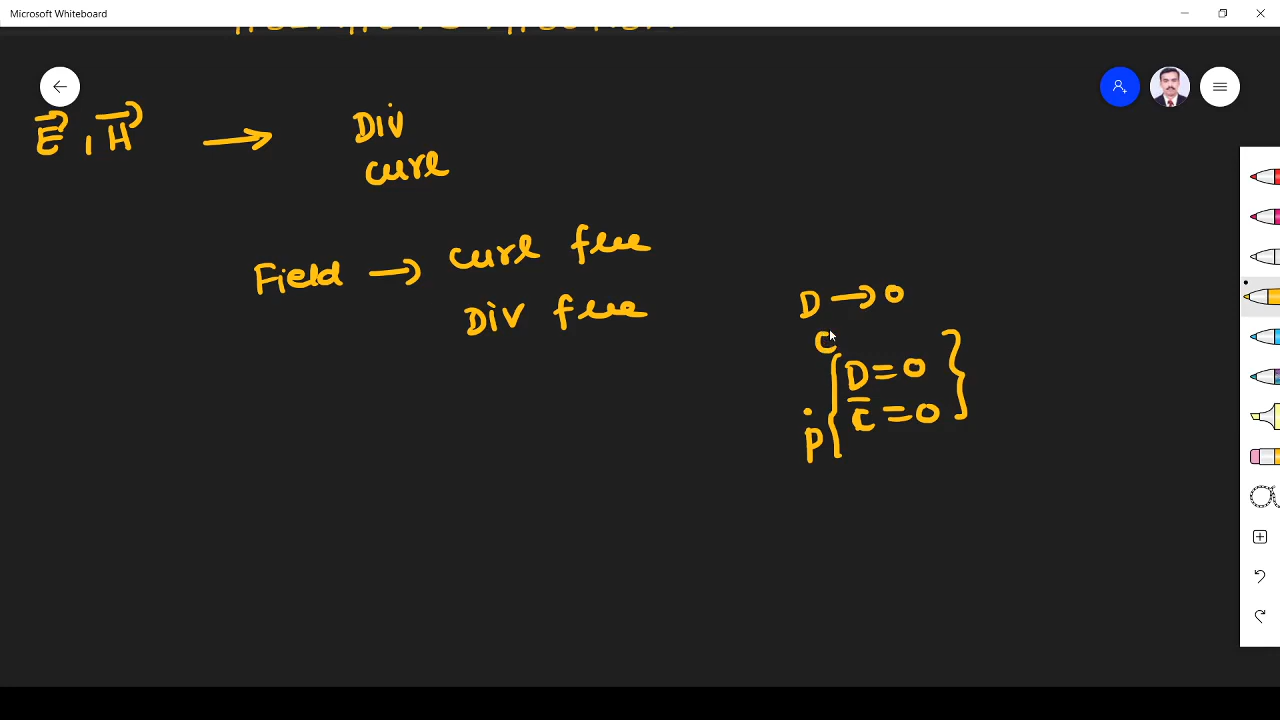 Microsoft Whiteboard
E, H → Div
curl
Field → curl free
Div free
D → 0
C
D = 0
C = 0
P